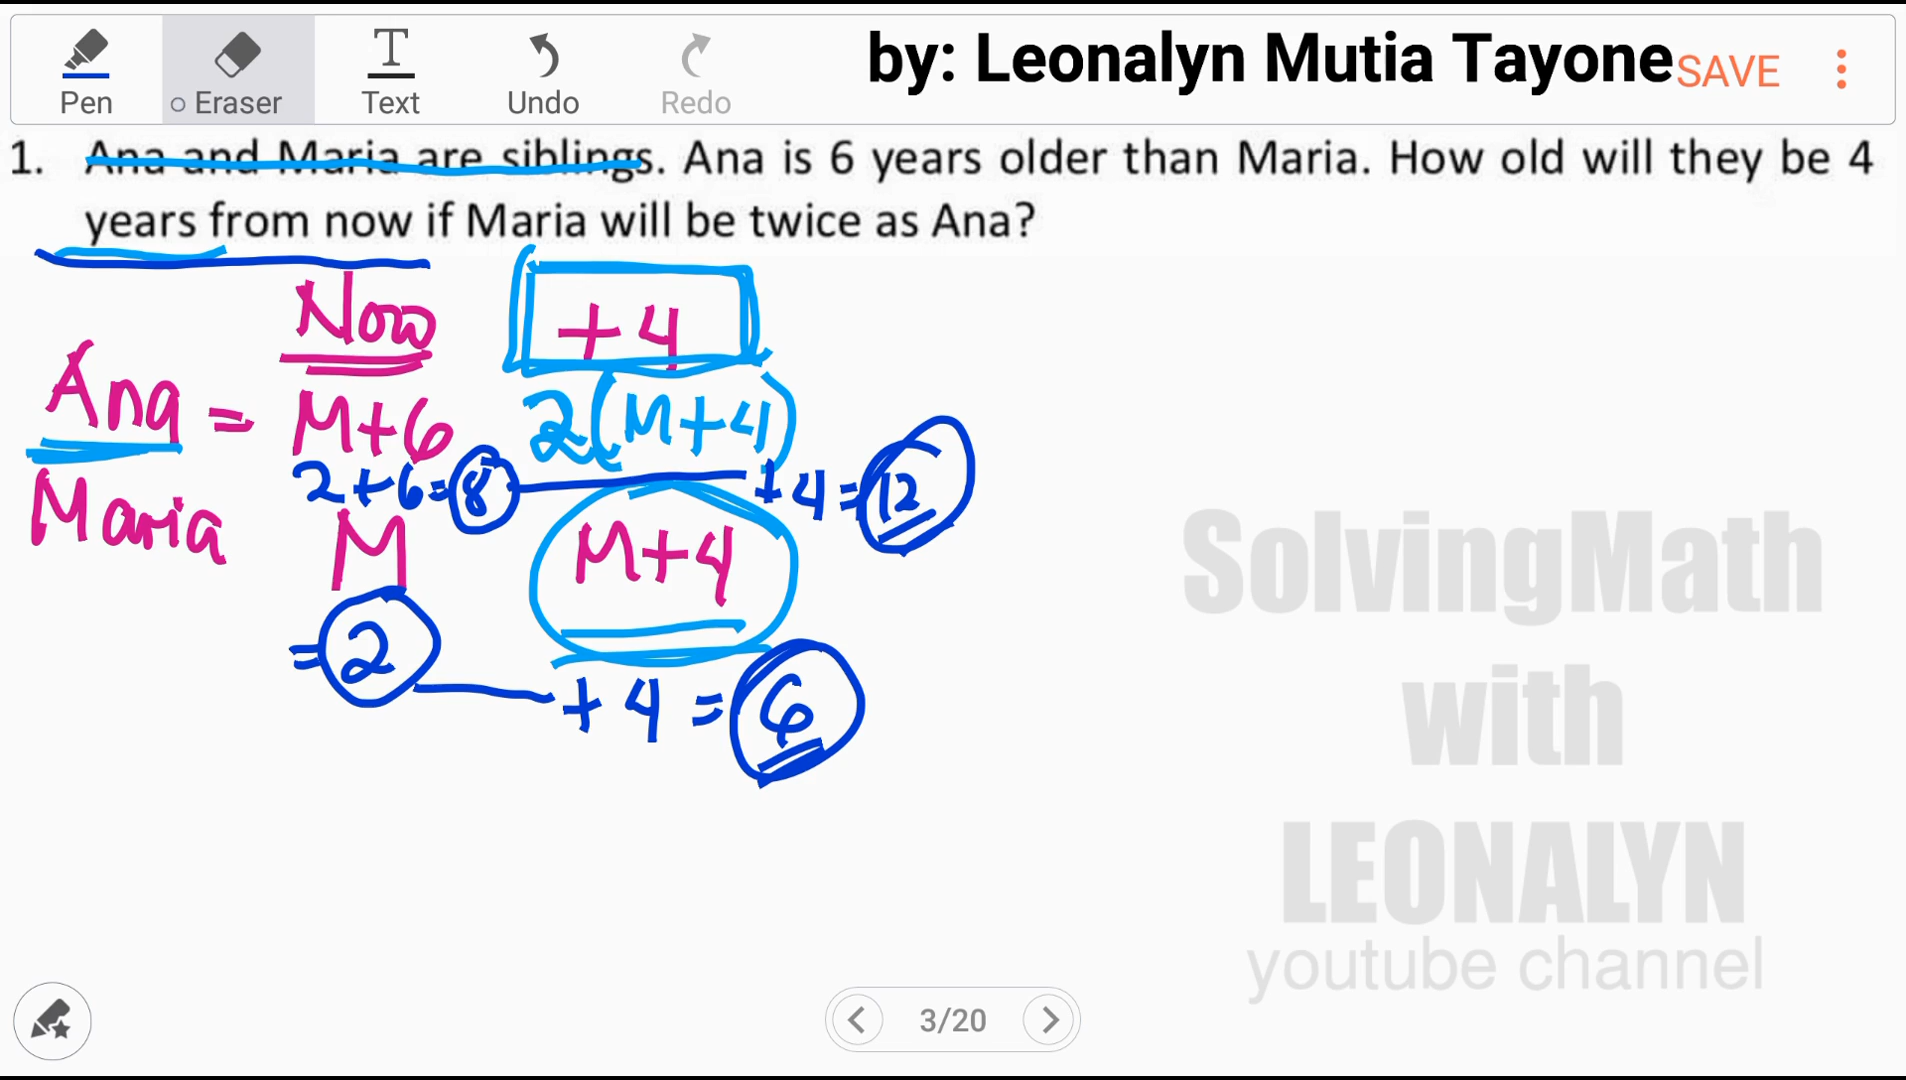 Pen
Eraser
Text
Undo
Redo
by: Leonalyn Mutia Tayone
SAVE
1. Ana and Maria are siblings. Ana is 6 years older than Maria. How old will they be 4
years from now if Maria will be twice as Ana?
Now +4
Ana = M+6 2(M+4)
2+6=8 +4=12
Maria M M+4
=2 +4=6
SolvingMath
with
LEONALYN
youtube channel
3/20